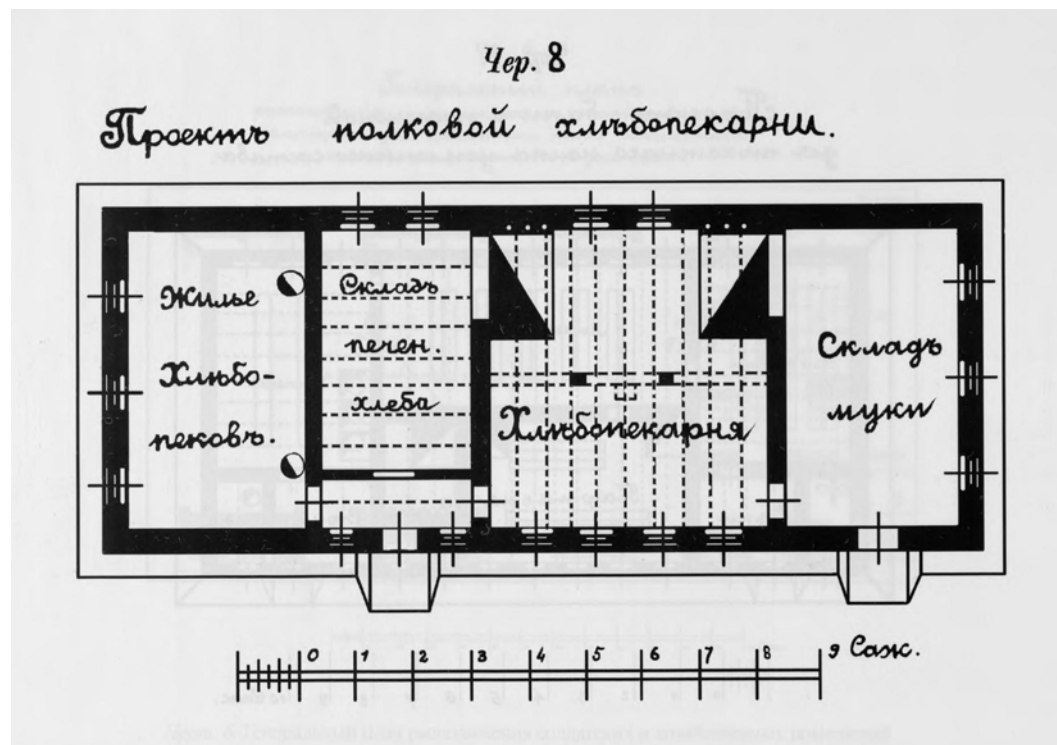 Чер. 8
Проектъ полковой хлѣбопекарни.
Жилье
Хлѣбо-
пековъ.
Складъ
печен.
хлеба
Хлѣбопекарня
Складъ
муки
0 1 2 3 4 5 6 7 8 9 Саж.